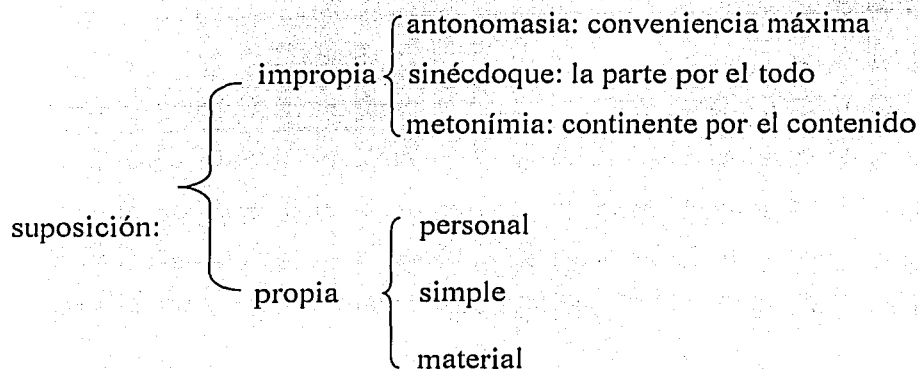 antonomasia: conveniencia máxima
impropia
sinécdoque: la parte por el todo
metonímia: continente por el contenido
suposición:
personal
propia
simple
material